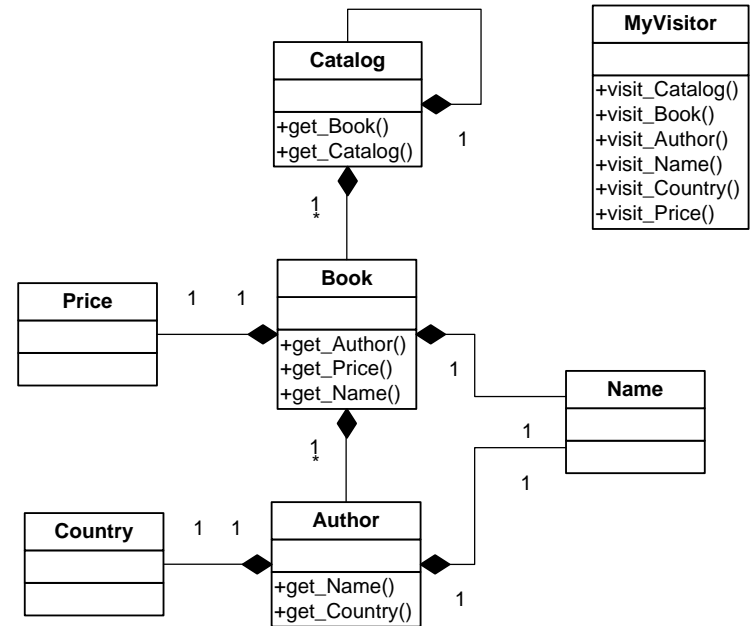 Catalog
+get_Book()
+get_Catalog()
1
1
*
MyVisitor
+visit_Catalog()
+visit_Book()
+visit_Author()
+visit_Name()
+visit_Country()
+visit_Price()
Price
1 1
Book
+get_Author()
+get_Price()
+get_Name()
1
1
*
Name
1
1
Country
1 1
Author
+get_Name()
+get_Country()
1